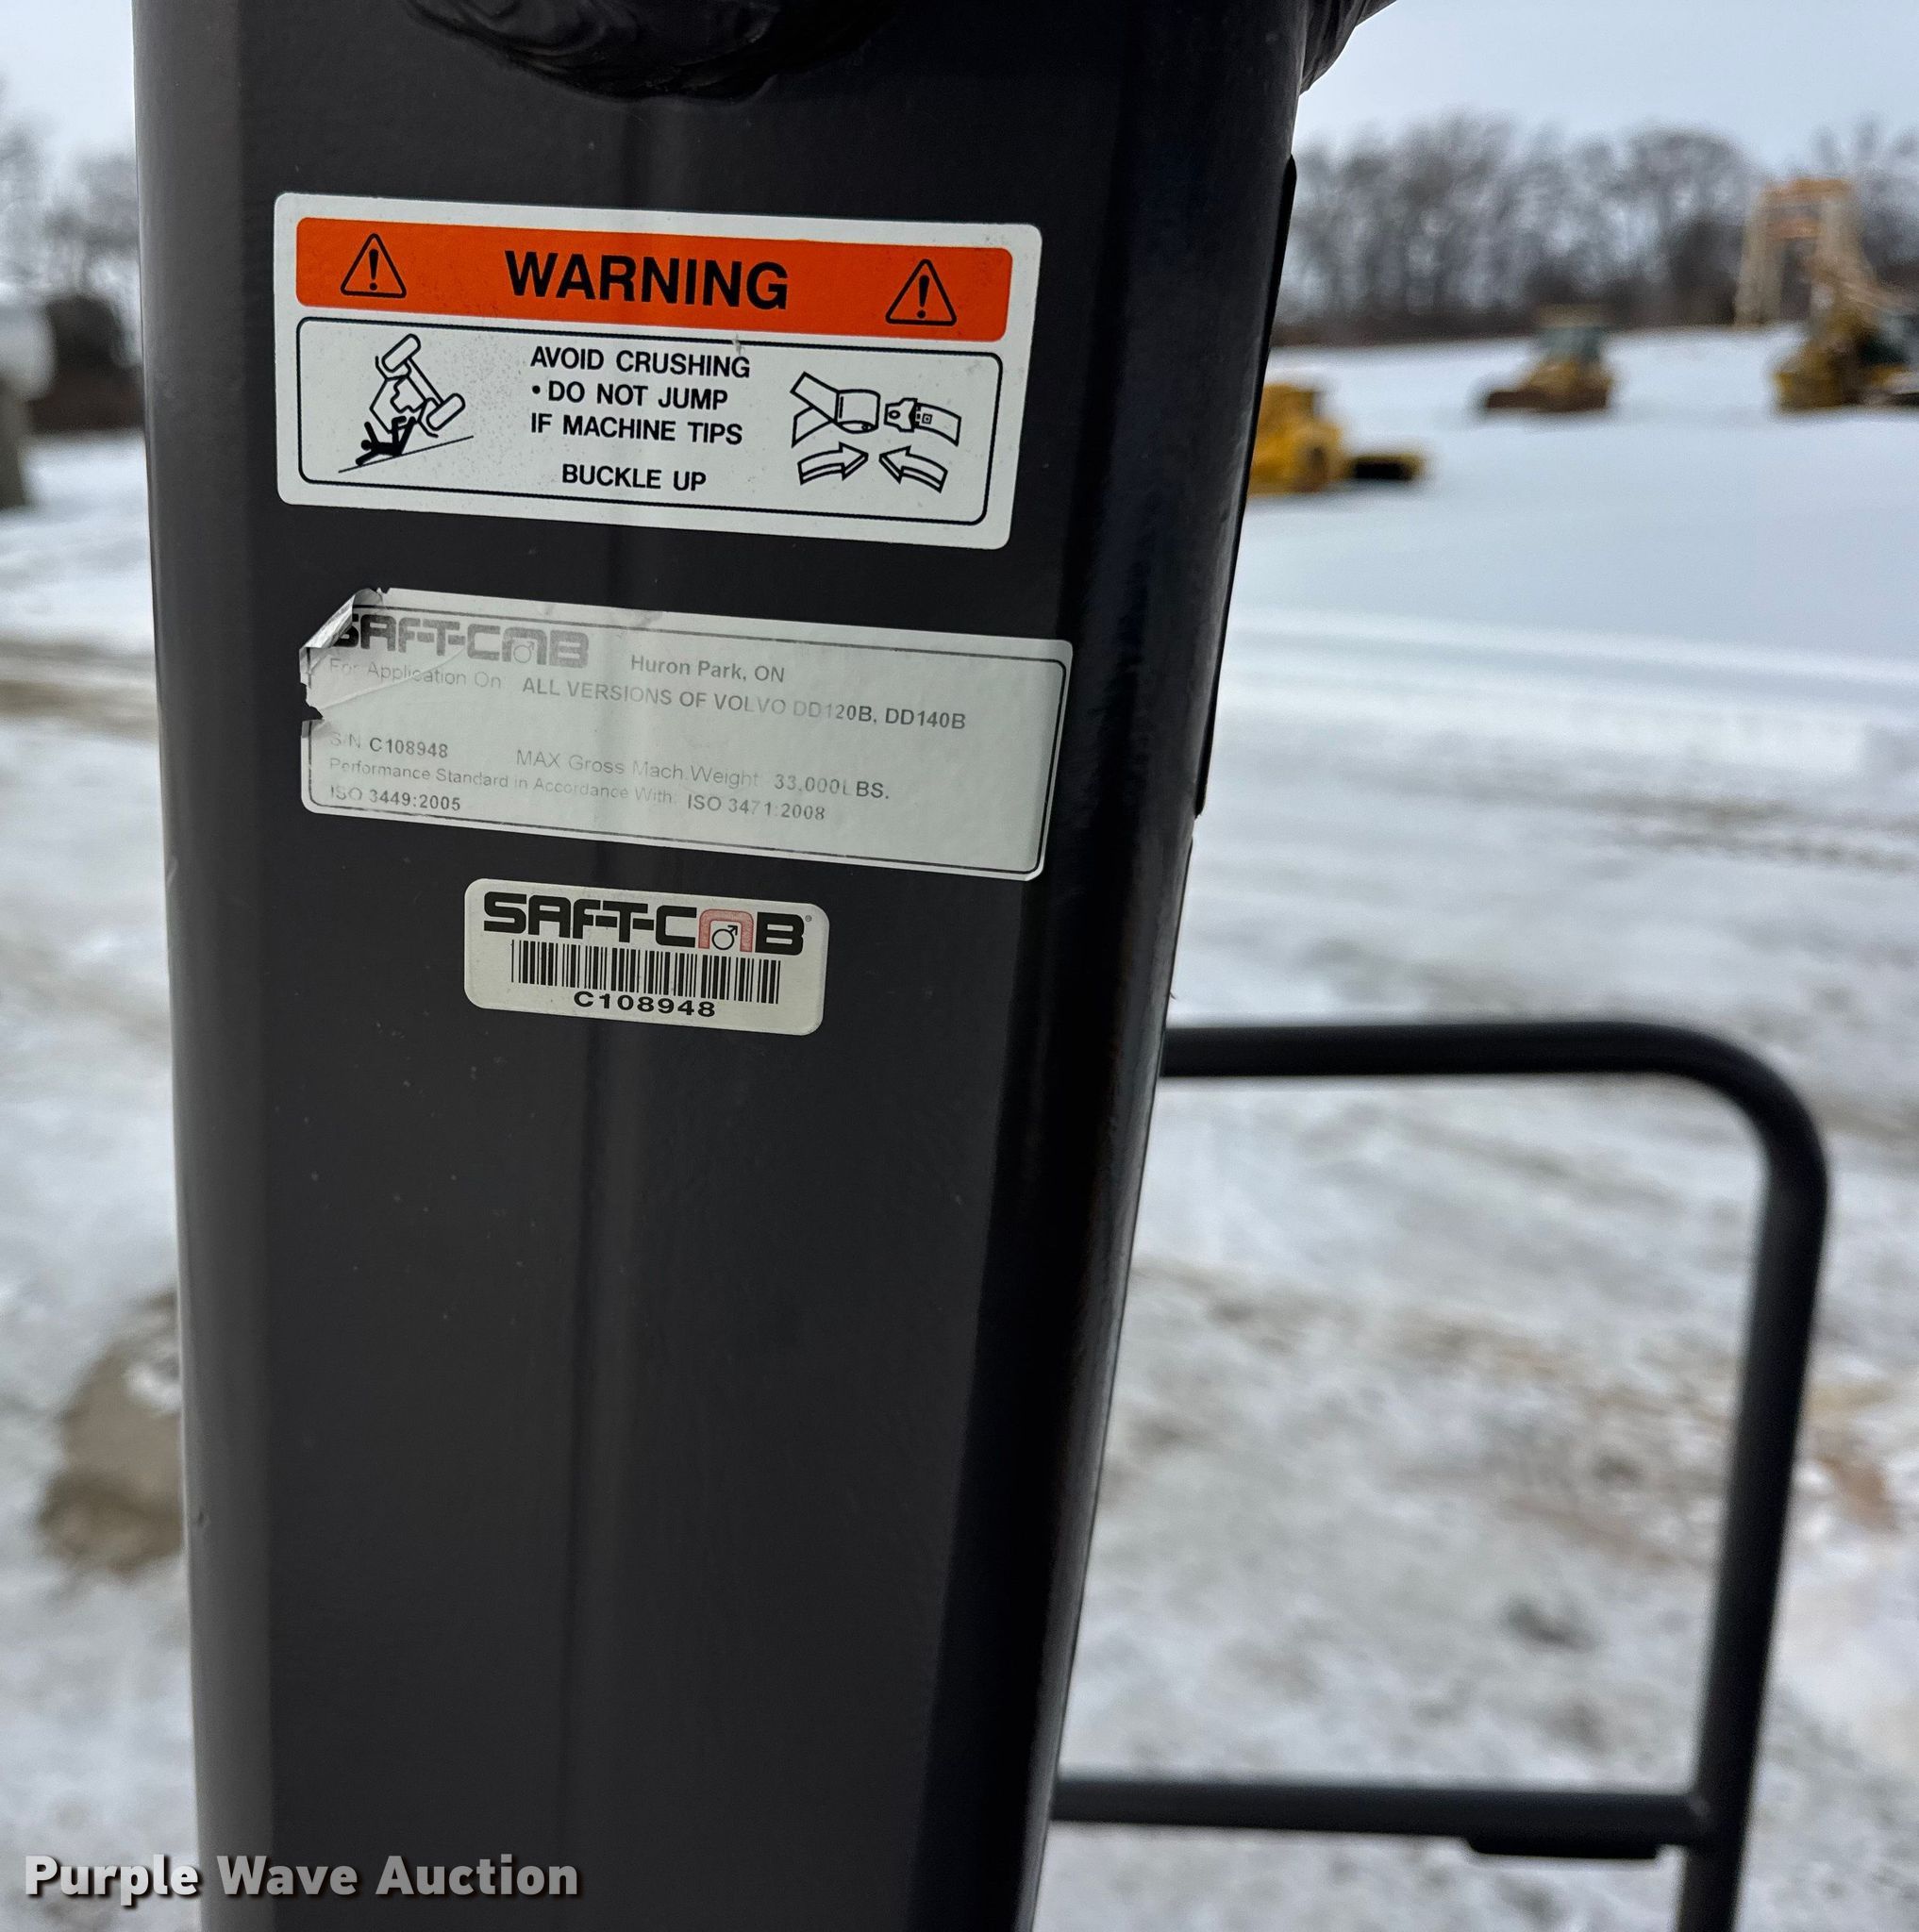 WARNING
AVOID CRUSHING
• DO NOT JUMP
IF MACHINE TIPS
BUCKLE UP
SAFT-CAB Huron Park, ON
For Application On: ALL VERSIONS OF VOLVO DD120B, DD140B
S/N C108948 MAX Gross Mach.Weight 33,000LBS.
Performance Standard in Accordance With: ISO 3471:2008
ISO 3449:2005
SAFT-CAB®
C108948
Purple Wave Auction